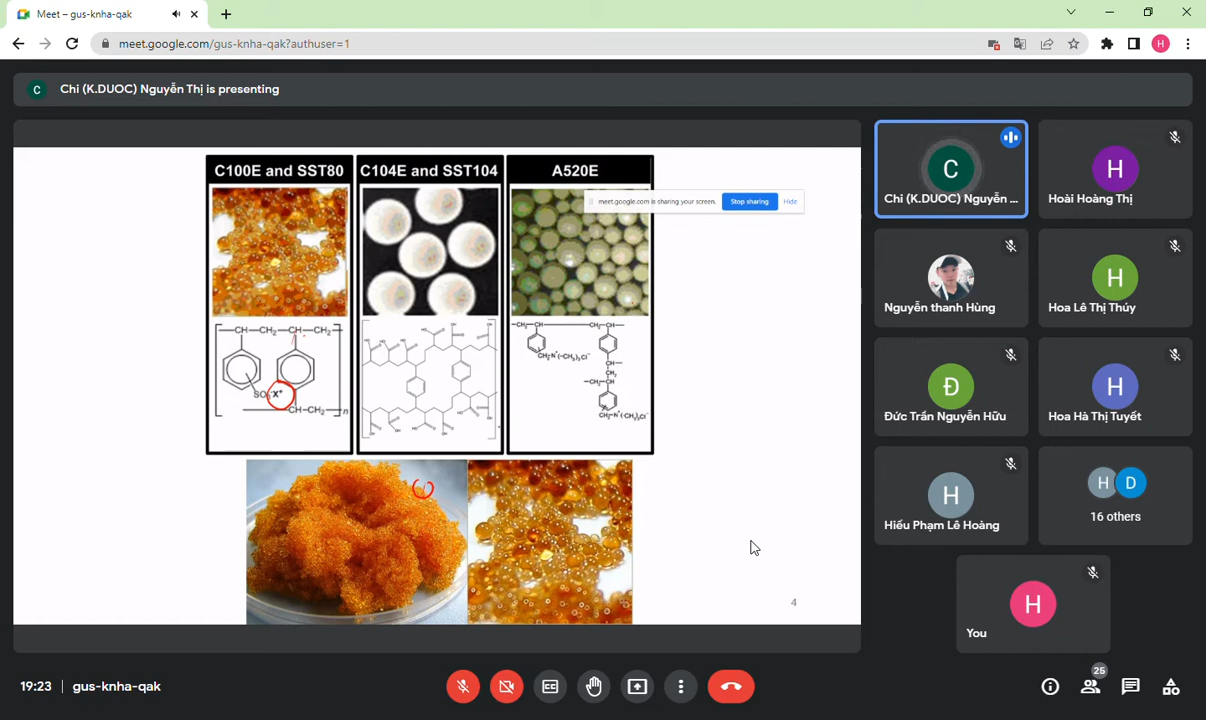 Meet – gus-knha-qak
meet.google.com/gus-knha-qak?authuser=1
H
C
Chi (K.DUOC) Nguyễn Thị is presenting
C100E and SST80
C104E and SST104
A520E
meet.google.com is sharing your screen.
Stop sharing
Hide
4
C
Chi (K.DUOC) Nguyễn ...
H
Hoài Hoàng Thị
Nguyễn thanh Hùng
H
Hoa Lê Thị Thúy
Đ
Đức Trần Nguyễn Hữu
H
Hoa Hà Thị Tuyết
H
Hiếu Phạm Lê Hoàng
H D
16 others
H
You
19:23 | gus-knha-qak
25